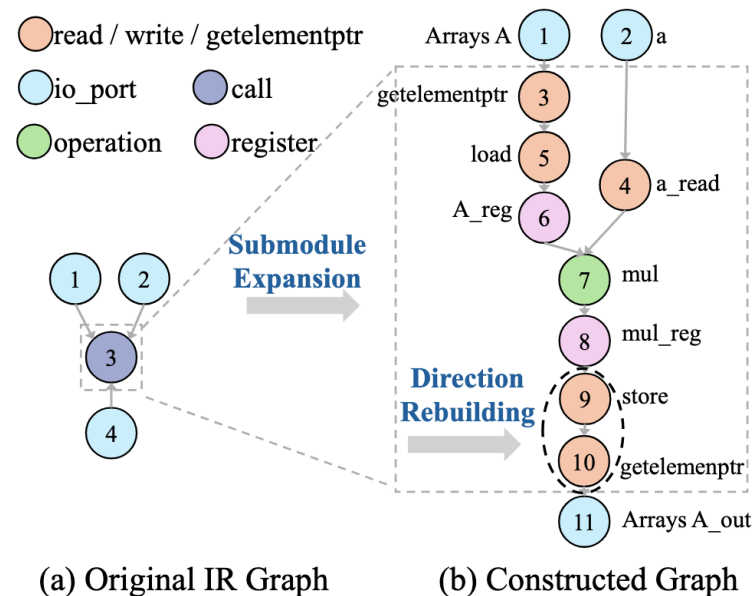 read / write / getelementptr
io_port
call
operation
register
1
2
3
4
Submodule
Expansion
Direction
Rebuilding
Arrays A
1
2
a
getelementptr
3
load
5
4
a_read
A_reg
6
7
mul
8
mul_reg
9
store
10
getelemenptr
11
Arrays A_out
(a) Original IR Graph
(b) Constructed Graph